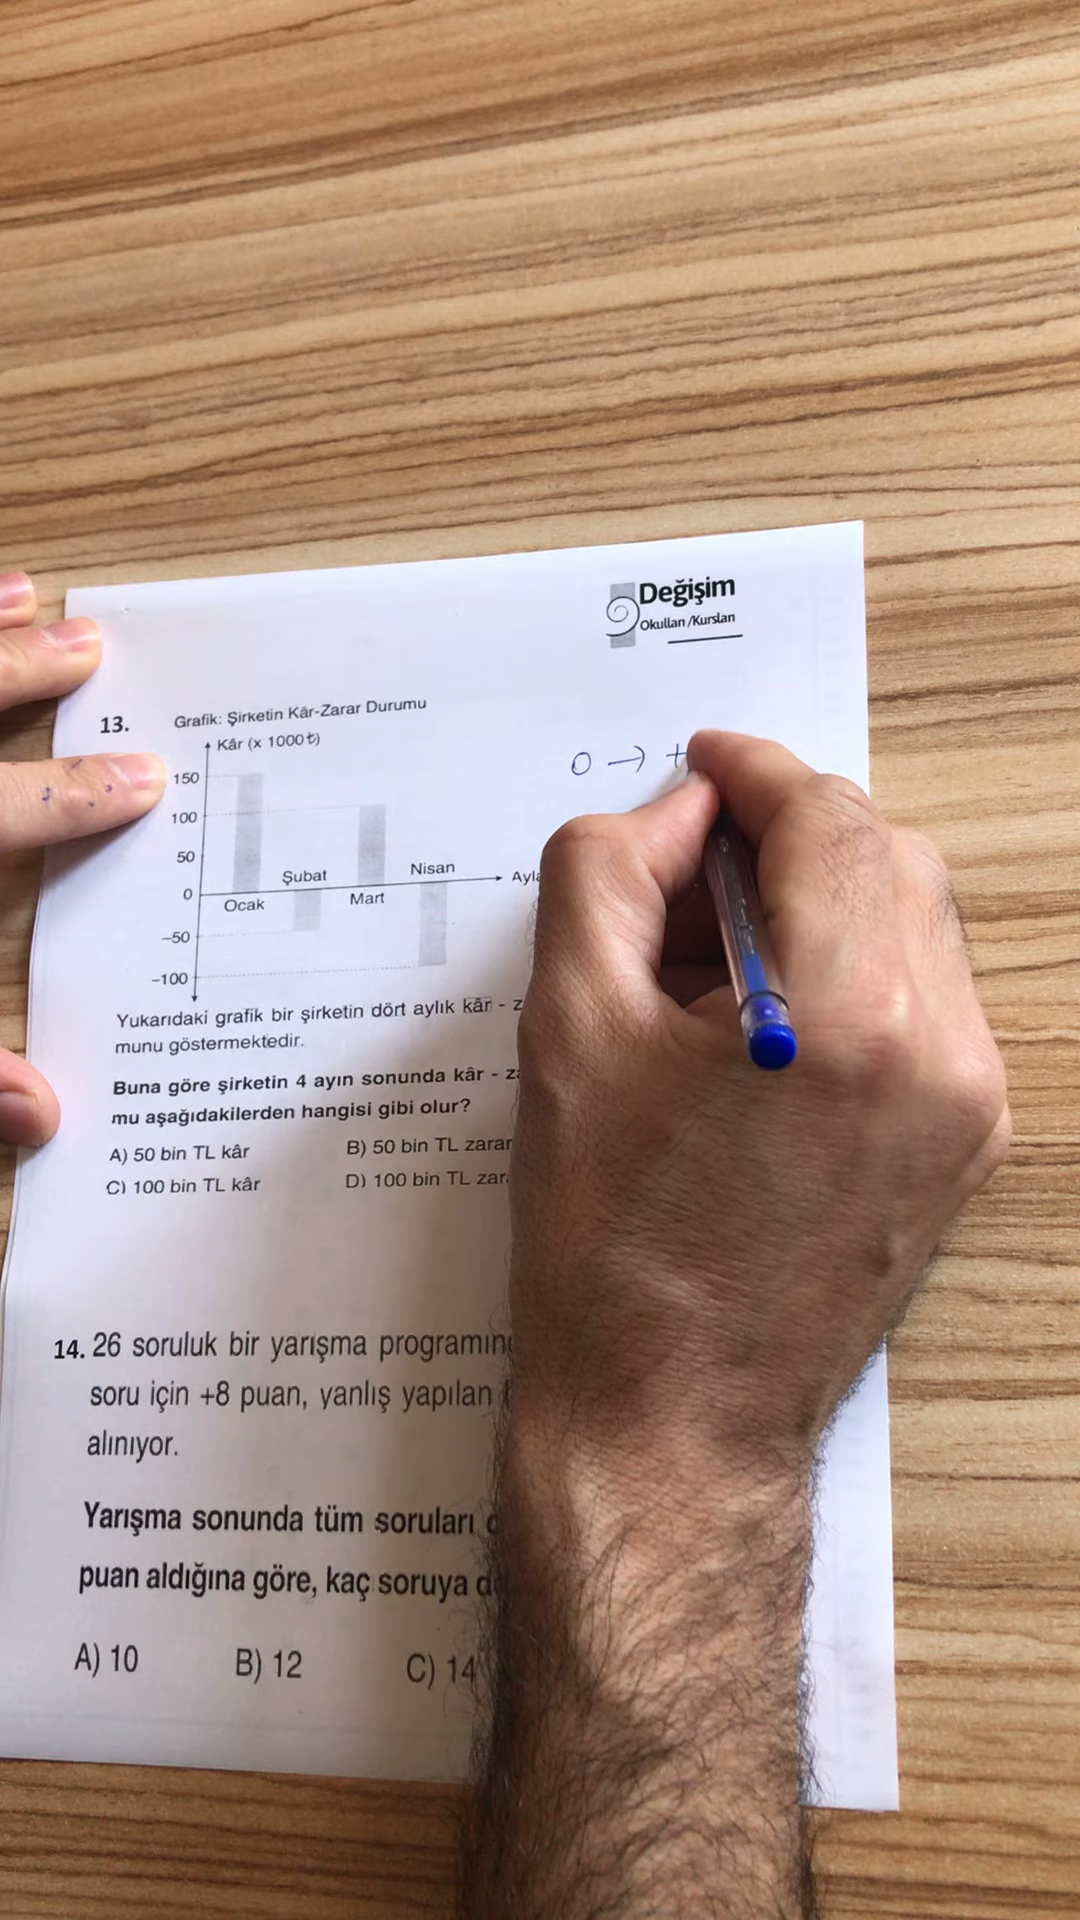 Değişim
Okulları/Kursları
13.
Grafik: Şirketin Kâr-Zarar Durumu
Kâr (x 1000₺)
150
100
50
0
-50
-100
Ocak
Şubat
Mart
Nisan
O → +
Yukarıdaki grafik bir şirketin dört aylık kâr -
munu göstermektedir.
Buna göre şirketin 4 ayın sonunda kâr -
mu aşağıdakilerden hangisi gibi olur?
A) 50 bin TL kâr
B) 50 bin TL zarar
C) 100 bin TL kâr
D) 100 bin TL
14. 26 soruluk bir yarışma
soru için +8 puan, yanlış yapılan
alınıyor.
Yarışma sonunda tüm soruları
puan aldığına göre, kaç soruya
A) 10
B) 12
C) 14